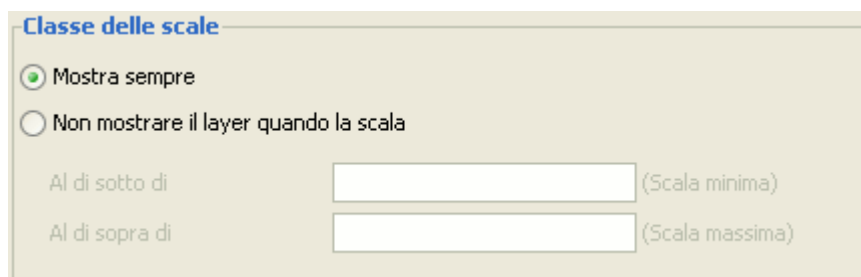 Classe delle scale
Mostra sempre
Non mostrare il layer quando la scala
Al di sotto di (Scala minima)
Al di sopra di (Scala massima)